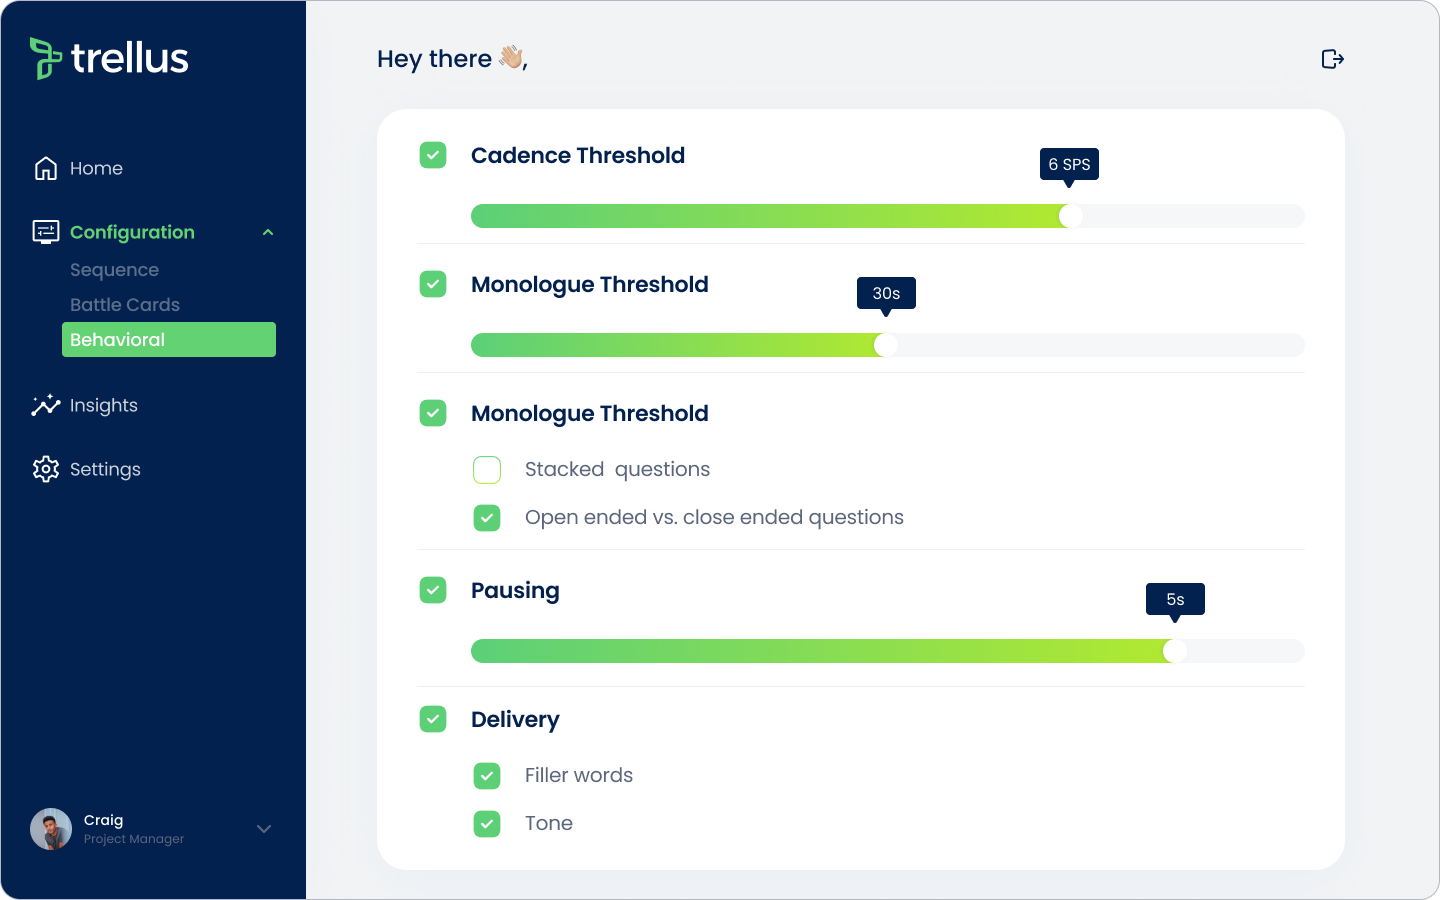 trellus
Home
Configuration
Sequence
Battle Cards
Behavioral
Insights
Settings
Craig
Project Manager
Hey there 👋🏼,
Cadence Threshold
6 SPS
Monologue Threshold
30s
Monologue Threshold
Stacked  questions
Open ended vs. close ended questions
Pausing
5s
Delivery
Filler words
Tone